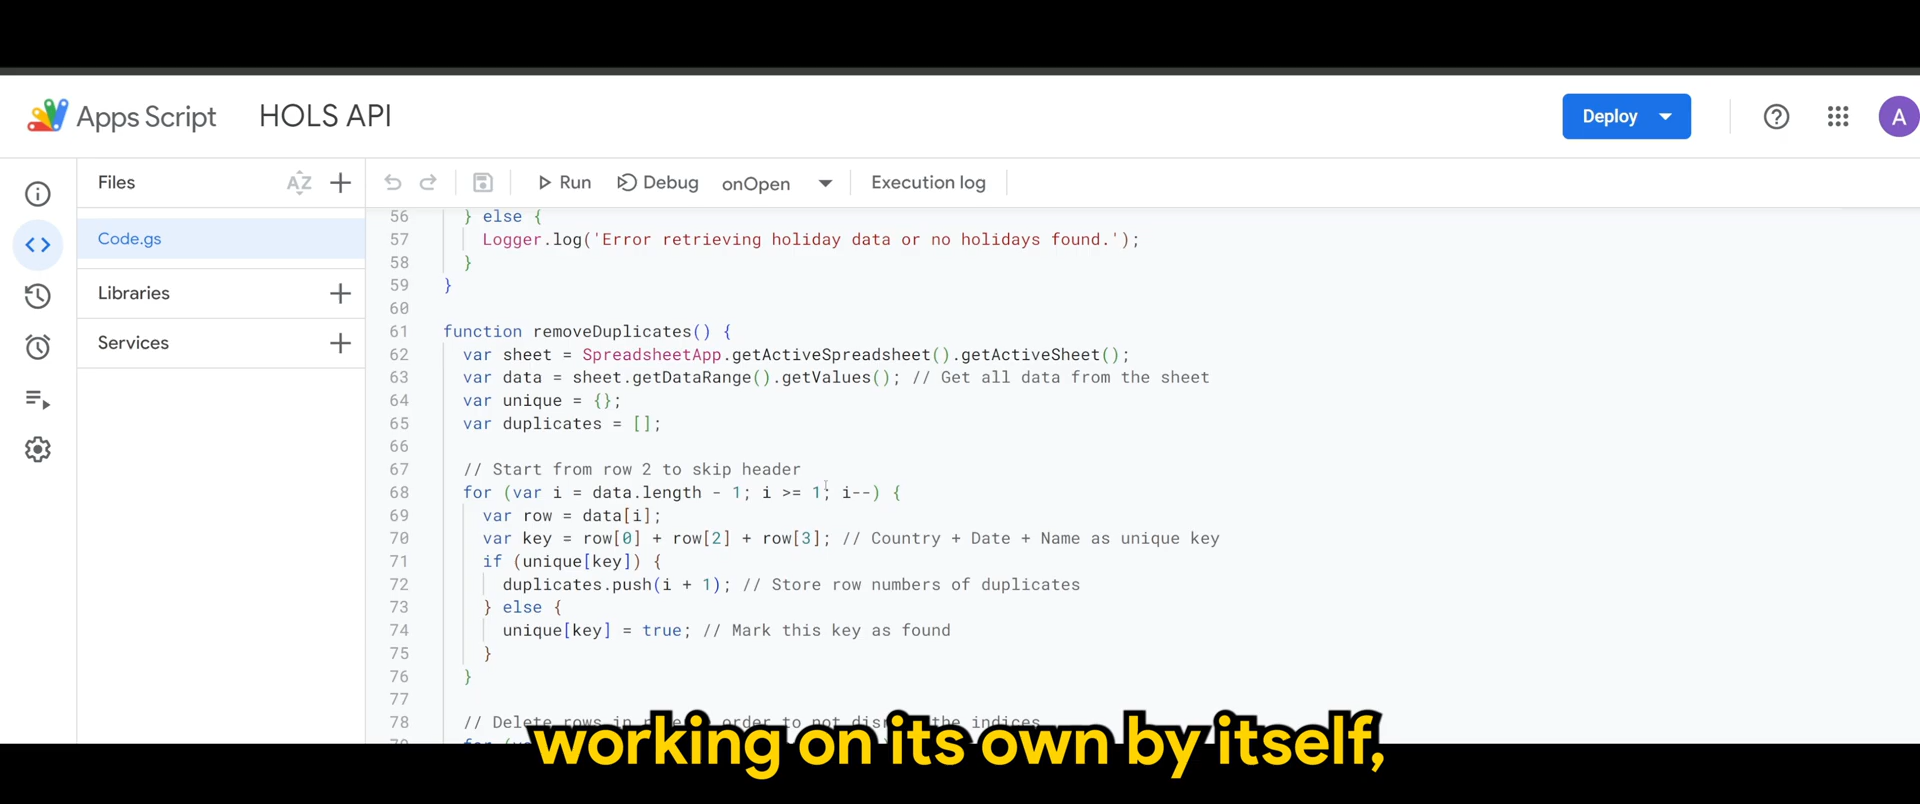 Apps Script HOLS API Deploy A
Files AZ Run Debug onOpen Execution log
Code.gs
Libraries
Services
56 } else {
57 Logger.log('Error retrieving holiday data or no holidays found.');
58 }
59 }
60
61 function removeDuplicates() {
62 var sheet = SpreadsheetApp.getActiveSpreadsheet().getActiveSheet();
63 var data = sheet.getDataRange().getValues(); // Get all data from the sheet
64 var unique = {};
65 var duplicates = [];
66
67 // Start from row 2 to skip header
68 for (var i = data.length - 1; i >= 1; i--) {
69 var row = data[i];
70 var key = row[0] + row[2] + row[3]; // Country + Date + Name as unique key
71 if (unique[key]) {
72 duplicates.push(i + 1); // Store row numbers of duplicates
73 } else {
74 unique[key] = true; // Mark this key as found
75 }
76 }
77
78 // Delete rows in order to not the indices
working on its own by itself,